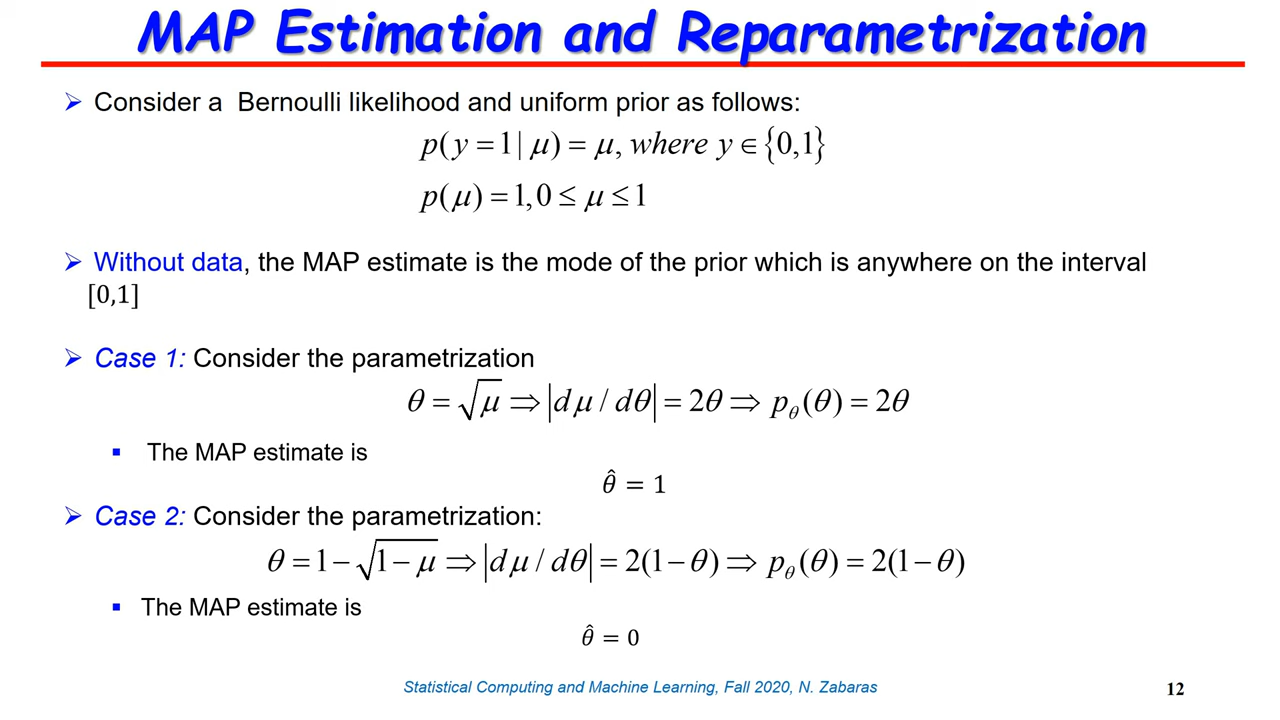 MAP Estimation and Reparametrization
➢ Consider a Bernoulli likelihood and uniform prior as follows:
p(y = 1 | μ) = μ, where y ∈ {0,1}
p(μ) = 1, 0 ≤ μ ≤ 1
➢ Without data, the MAP estimate is the mode of the prior which is anywhere on the interval
[0,1]
➢ Case 1: Consider the parametrization
θ = √μ ⇒ |dμ / dθ| = 2θ ⇒ p_θ(θ) = 2θ
▪ The MAP estimate is
θ̂ = 1
➢ Case 2: Consider the parametrization:
θ = 1 − √(1 − μ) ⇒ |dμ / dθ| = 2(1 − θ) ⇒ p_θ(θ) = 2(1 − θ)
▪ The MAP estimate is
θ̂ = 0
Statistical Computing and Machine Learning, Fall 2020, N. Zabaras
12